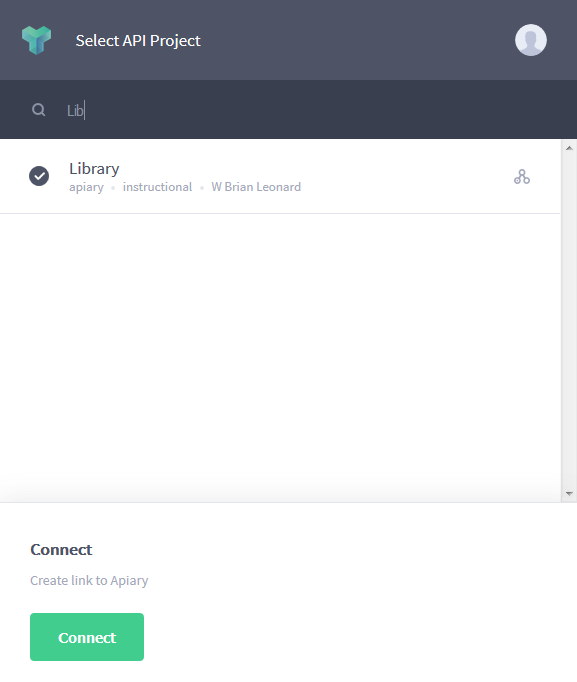 Select API Project
Lib
Library
apiary • instructional • W Brian Leonard
Connect
Create link to Apiary
Connect